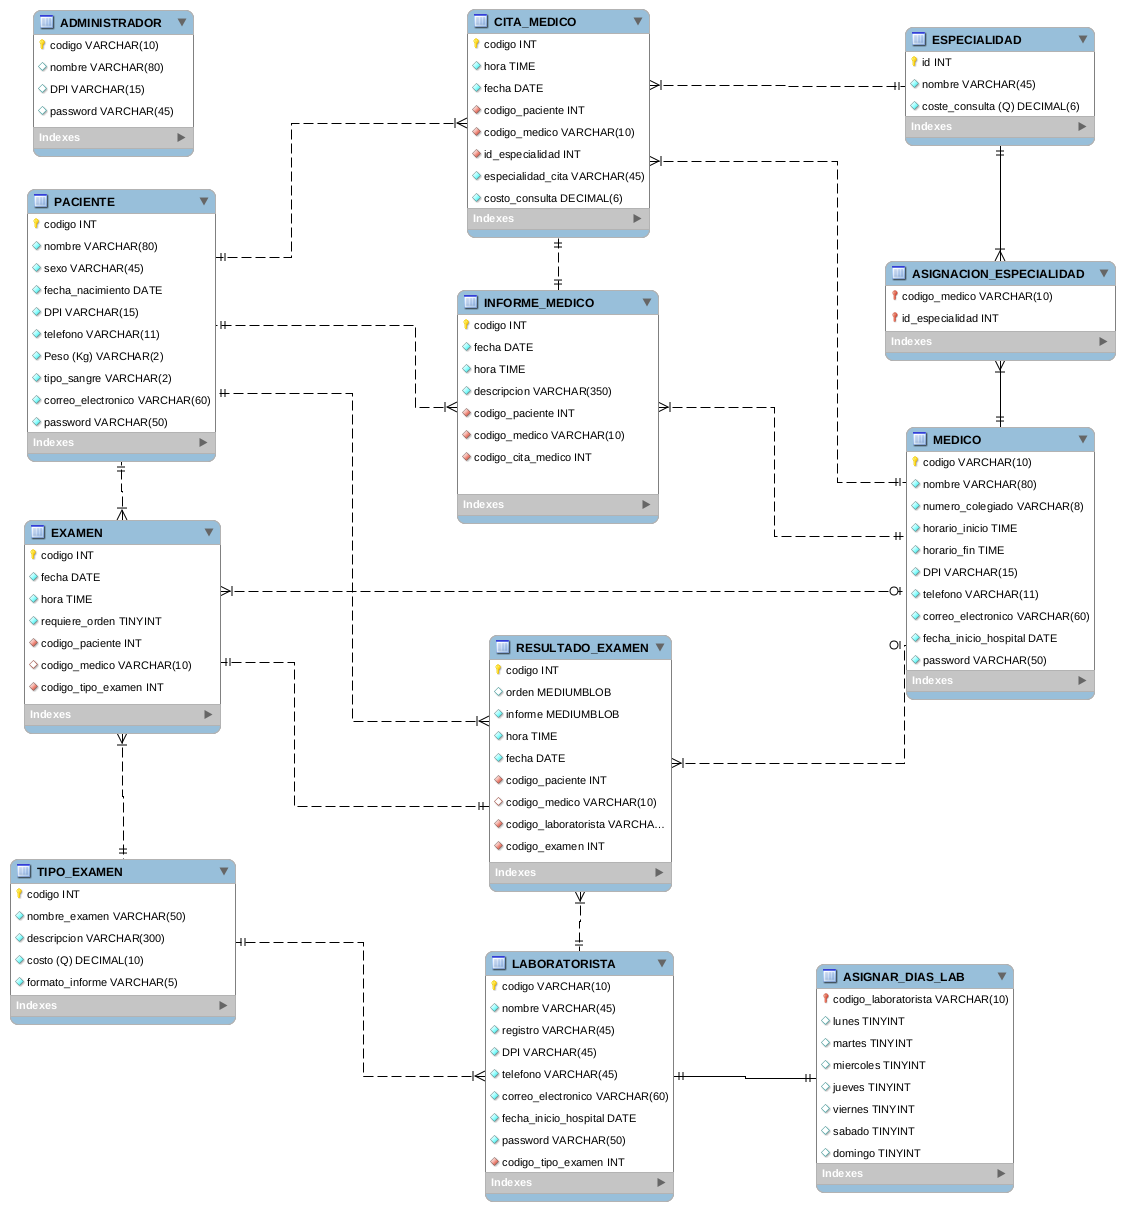 ADMINISTRADOR
codigo VARCHAR(10)
nombre VARCHAR(80)
DPI VARCHAR(15)
password VARCHAR(45)
Indexes
CITA_MEDICO
codigo INT
hora TIME
fecha DATE
codigo_paciente INT
codigo_medico VARCHAR(10)
id_especialidad INT
especialidad_cita VARCHAR(45)
costo_consulta DECIMAL(6)
Indexes
ESPECIALIDAD
id INT
nombre VARCHAR(45)
coste_consulta (Q) DECIMAL(6)
Indexes
PACIENTE
codigo INT
nombre VARCHAR(80)
sexo VARCHAR(45)
fecha_nacimiento DATE
DPI VARCHAR(15)
telefono VARCHAR(11)
Peso (Kg) VARCHAR(2)
tipo_sangre VARCHAR(2)
correo_electronico VARCHAR(60)
password VARCHAR(50)
Indexes
INFORME_MEDICO
codigo INT
fecha DATE
hora TIME
descripcion VARCHAR(350)
codigo_paciente INT
codigo_medico VARCHAR(10)
codigo_cita_medico INT
Indexes
ASIGNACION_ESPECIALIDAD
codigo_medico VARCHAR(10)
id_especialidad INT
Indexes
MEDICO
codigo VARCHAR(10)
nombre VARCHAR(80)
numero_colegiado VARCHAR(8)
horario_inicio TIME
horario_fin TIME
DPI VARCHAR(15)
telefono VARCHAR(11)
correo_electronico VARCHAR(60)
fecha_inicio_hospital DATE
password VARCHAR(50)
Indexes
EXAMEN
codigo INT
fecha DATE
hora TIME
requiere_orden TINYINT
codigo_paciente INT
codigo_medico VARCHAR(10)
codigo_tipo_examen INT
Indexes
RESULTADO_EXAMEN
codigo INT
orden MEDIUMBLOB
informe MEDIUMBLOB
hora TIME
fecha DATE
codigo_paciente INT
codigo_medico VARCHAR(10)
codigo_laboratorista VARCHA...
codigo_examen INT
Indexes
TIPO_EXAMEN
codigo INT
nombre_examen VARCHAR(50)
descripcion VARCHAR(300)
costo (Q) DECIMAL(10)
formato_informe VARCHAR(5)
Indexes
LABORATORISTA
codigo VARCHAR(10)
nombre VARCHAR(45)
registro VARCHAR(45)
DPI VARCHAR(45)
telefono VARCHAR(45)
correo_electronico VARCHAR(60)
fecha_inicio_hospital DATE
password VARCHAR(50)
codigo_tipo_examen INT
Indexes
ASIGNAR_DIAS_LAB
codigo_laboratorista VARCHAR(10)
lunes TINYINT
martes TINYINT
miercoles TINYINT
jueves TINYINT
viernes TINYINT
sabado TINYINT
domingo TINYINT
Indexes